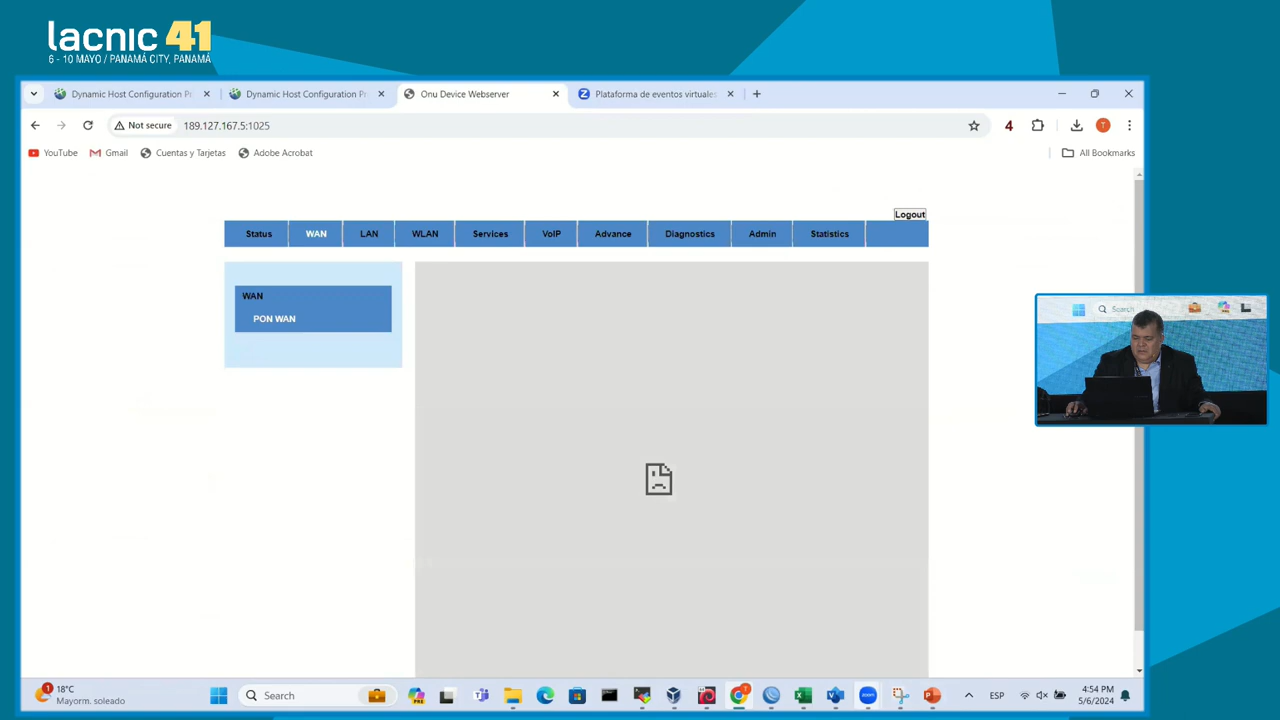 lacnic 41
6 - 10 MAYO / PANAMÁ CITY, PANAMÁ
Dynamic Host Configuration Pr
Dynamic Host Configuration Pr
Onu Device Webserver
Plataforma de eventos virtuales
Not secure
189.127.167.5:1025
4
T
YouTube
Gmail
Cuentas y Tarjetas
Adobe Acrobat
All Bookmarks
Logout
Status
WAN
LAN
WLAN
Services
VoIP
Advance
Diagnostics
Admin
Statistics
WAN
PON WAN
Search
1
18°C
Mayorm. soleado
Search
PRE
T
ESP
4:54 PM
5/6/2024